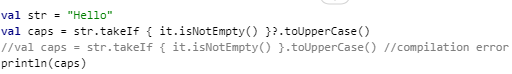 val str = "Hello"
val caps = str.takeIf { it.isNotEmpty() }?.toUpperCase()
//val caps = str.takeIf { it.isNotEmpty() }.toUpperCase() //compilation error
println(caps)